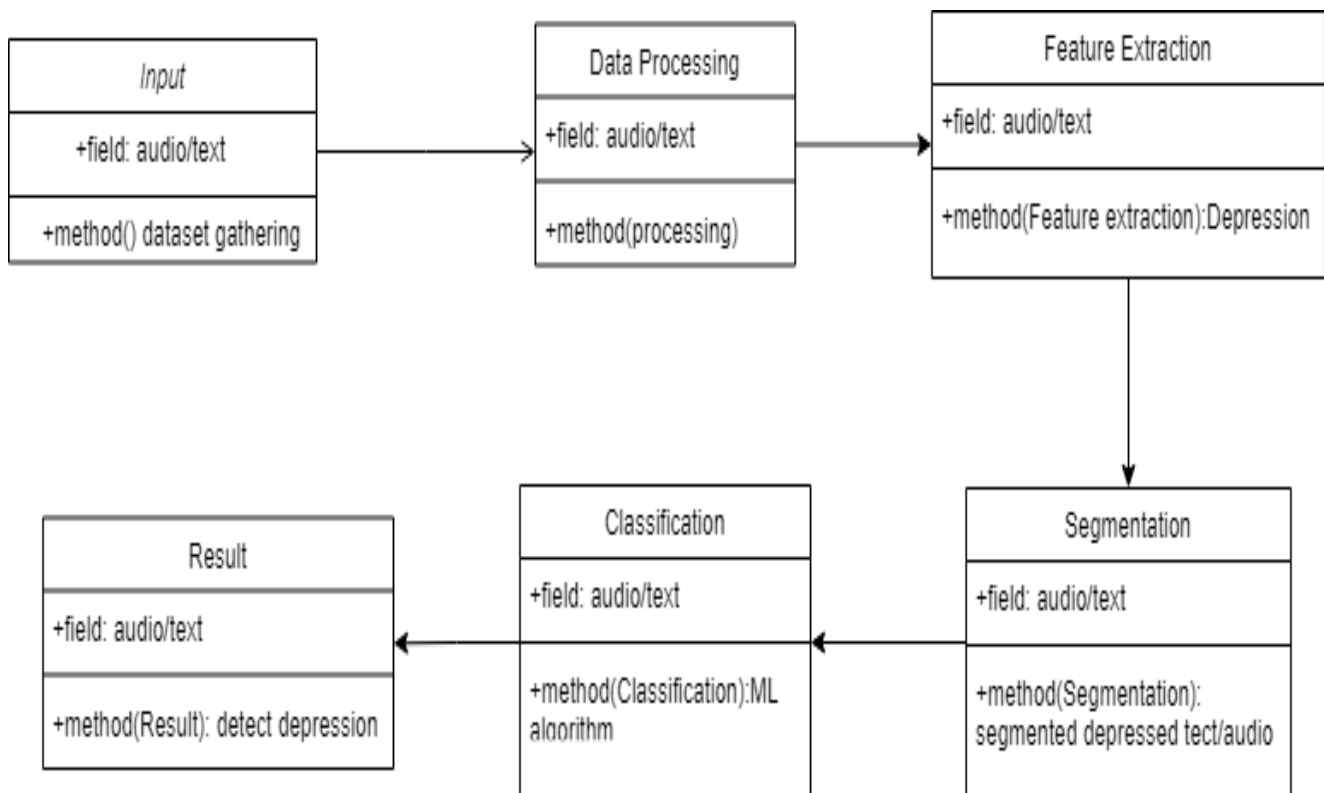 Input
+field: audio/text
+method() dataset gathering
Data Processing
+field: audio/text
+method(processing)
Feature Extraction
+field: audio/text
+method(Feature extraction):Depression
Segmentation
+field: audio/text
+method(Segmentation):
segmented depressed tect/audio
Classification
+field: audio/text
+method(Classification):ML
algorithm
Result
+field: audio/text
+method(Result): detect depression